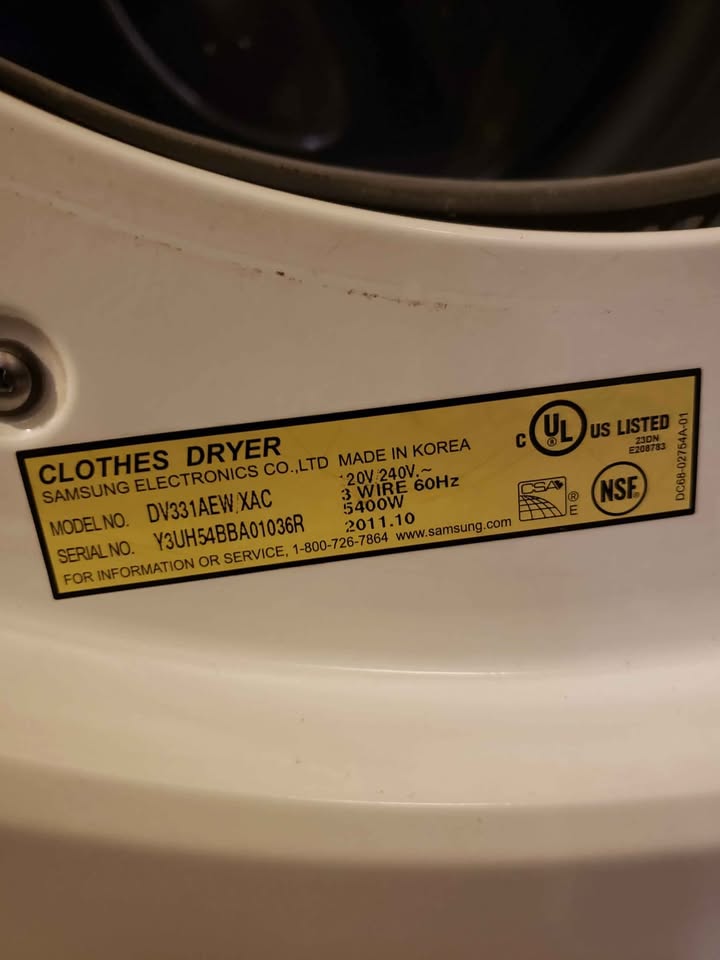 CLOTHES DRYER
SAMSUNG ELECTRONICS CO.,LTD MADE IN KOREA
MODEL NO. DV331AEW/XAC
SERIAL NO. Y3UH54BBA01036R
120V/240V.~
3 WIRE 60Hz
5400W
2011.10
FOR INFORMATION OR SERVICE, 1-800-726-7864 www.samsung.com
C UL ® US LISTED
23DN
E208783
CSA ®
E
NSF®
DC68-02754A-01